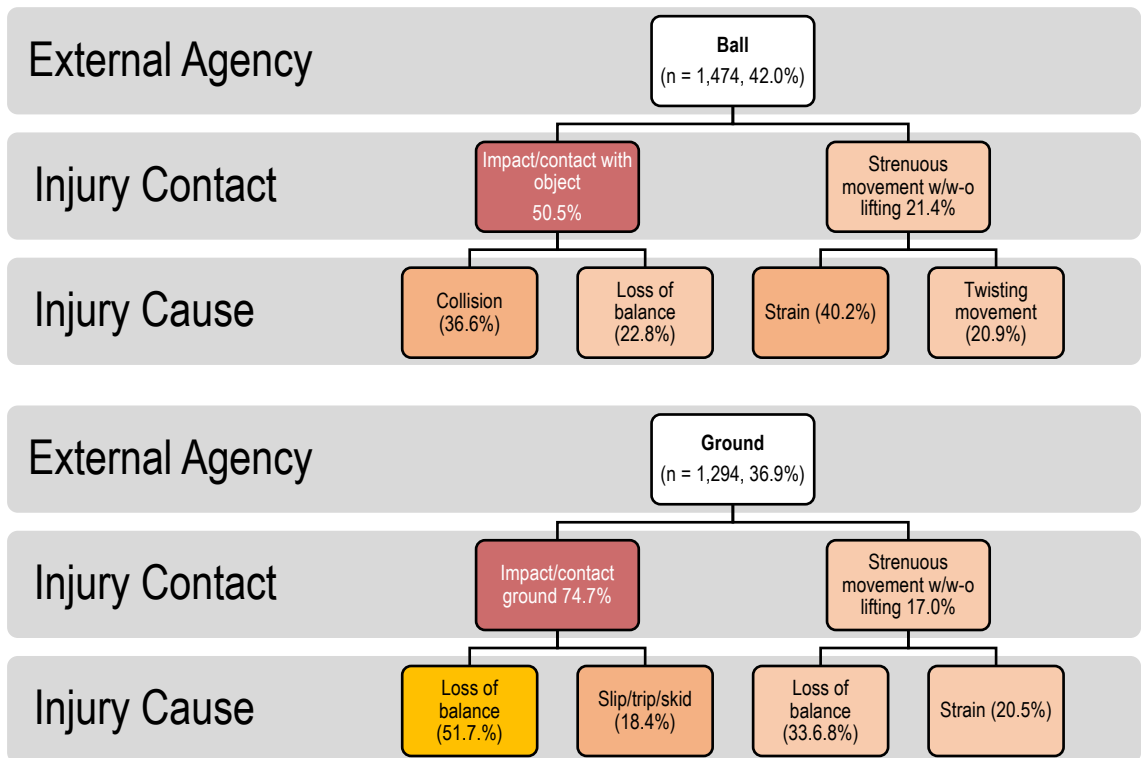 External Agency
Ball
(n = 1,474, 42.0%)
Injury Contact
Impact/contact with
object
50.5%
Strenuous
movement w/w-o
lifting 21.4%
Injury Cause
Collision
(36.6%)
Loss of
balance
(22.8%)
Strain (40.2%)
Twisting
movement
(20.9%)
External Agency
Ground
(n = 1,294, 36.9%)
Injury Contact
Impact/contact
ground 74.7%
Strenuous
movement w/w-o
lifting 17.0%
Injury Cause
Loss of
balance
(51.7.%)
Slip/trip/skid
(18.4%)
Loss of
balance
(33.6.8%)
Strain (20.5%)